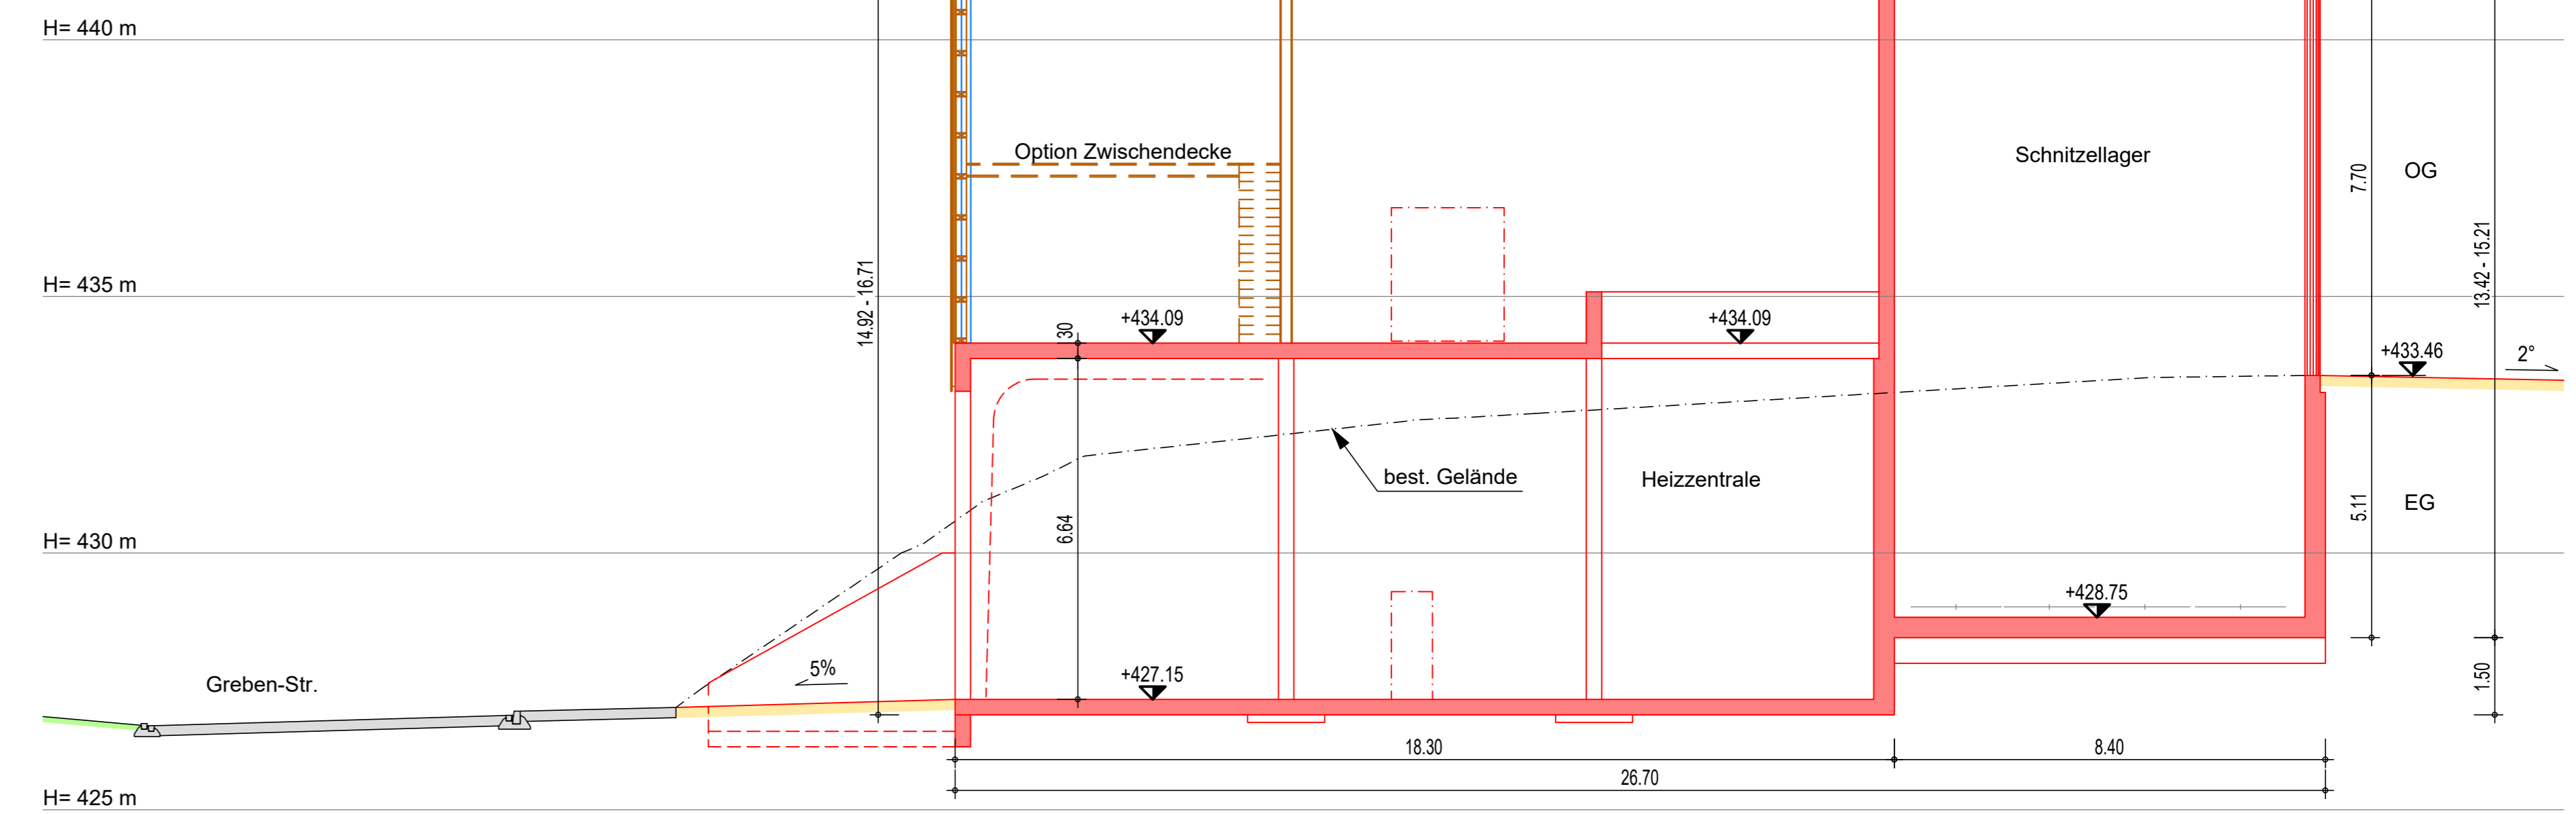 H= 440 m
Option Zwischendecke
Schnitzellager
7.70
OG
14.92 - 16.71
13.42 - 15.21
H= 435 m
30
+434.09
+434.09
+433.46
2°
best. Gelände
Heizzentrale
6.64
5.11
EG
H= 430 m
+428.75
5%
+427.15
Greben-Str.
1.50
18.30
8.40
26.70
H= 425 m